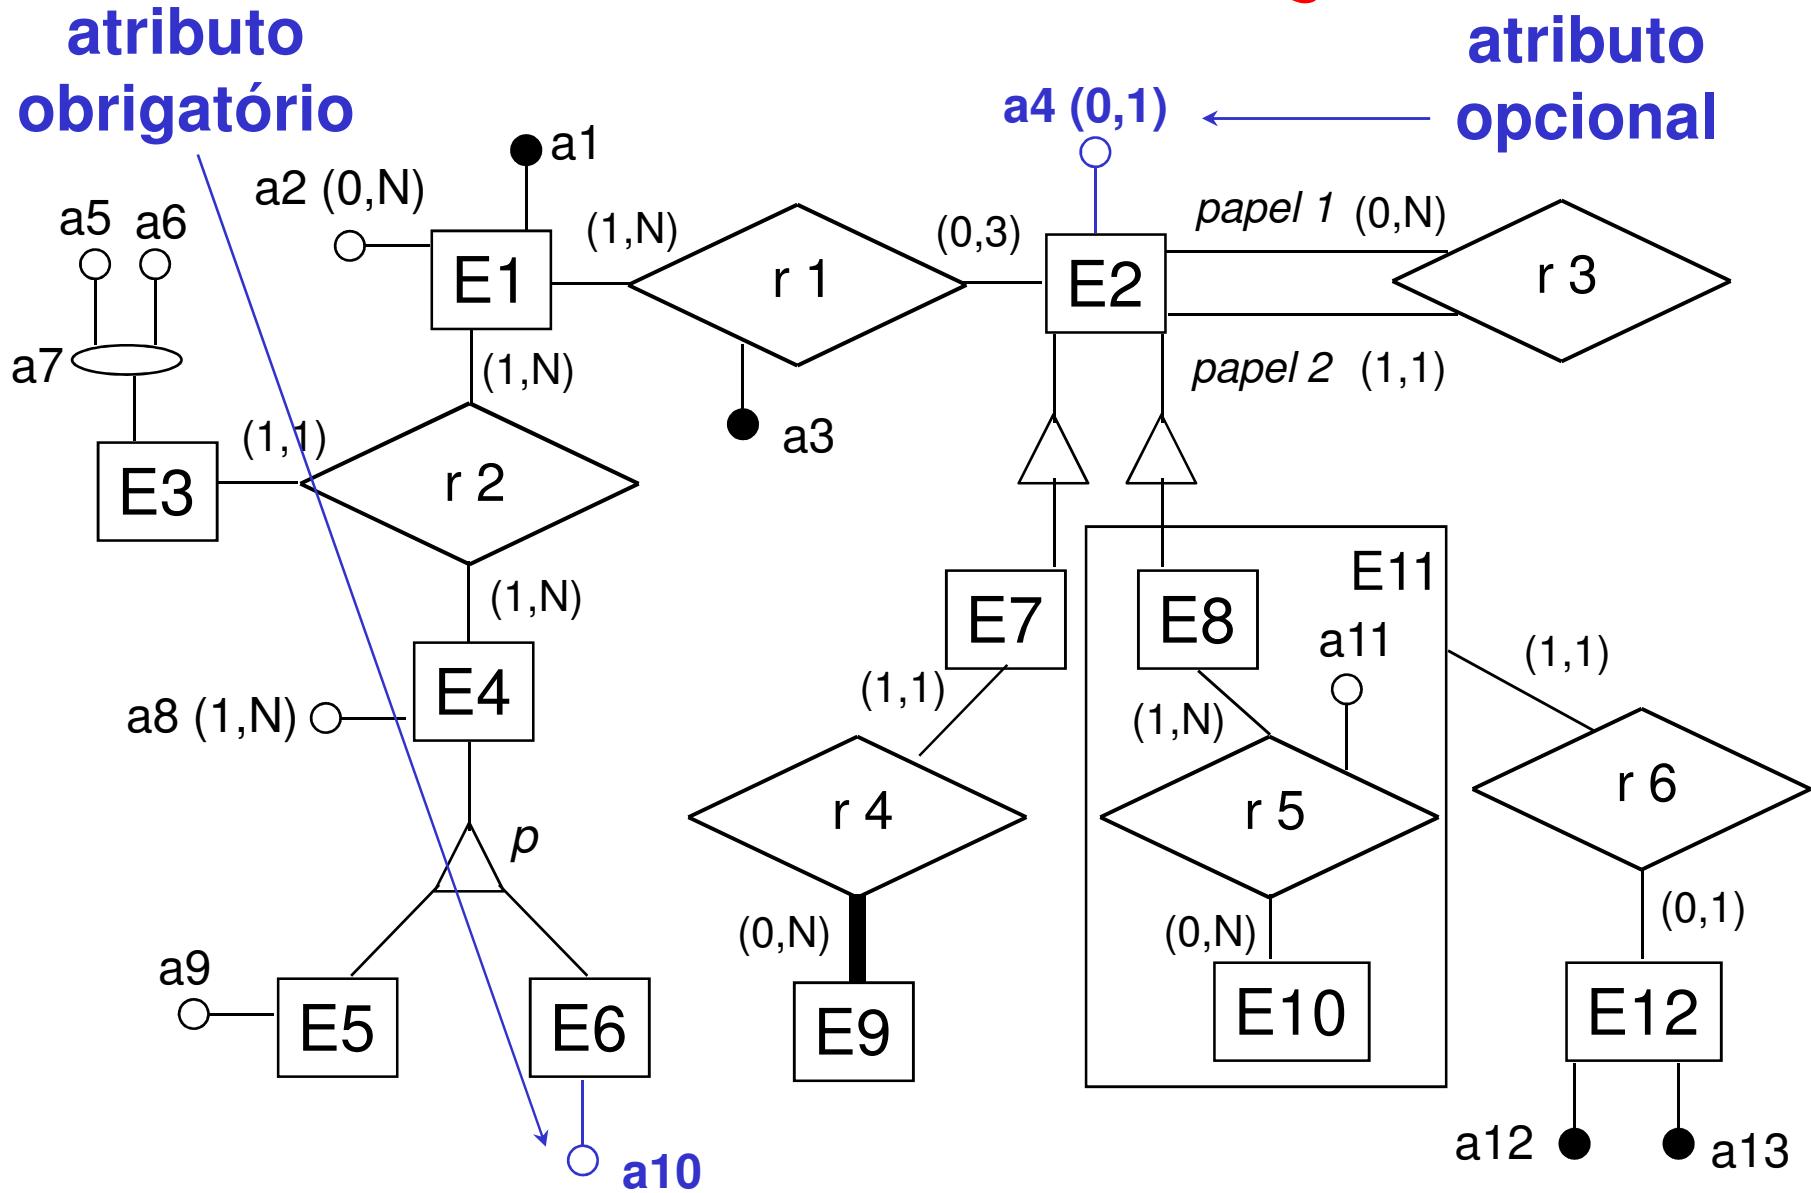 atributo
obrigatório
atributo
opcional
a4 (0,1)
a1
a2 (0,N)
a5
a6
papel 1 (0,N)
(1,N)
(0,3)
E1
r 1
E2
r 3
a7
(1,N)
papel 2 (1,1)
a3
(1,1)
E3
r 2
(1,N)
E11
E7
E8
a11
(1,1)
E4
(1,1)
(1,N)
a8 (1,N)
r 4
r 5
r 6
p
(0,N)
(0,N)
(0,1)
a9
E5
E6
E9
E10
E12
a10
a12
a13